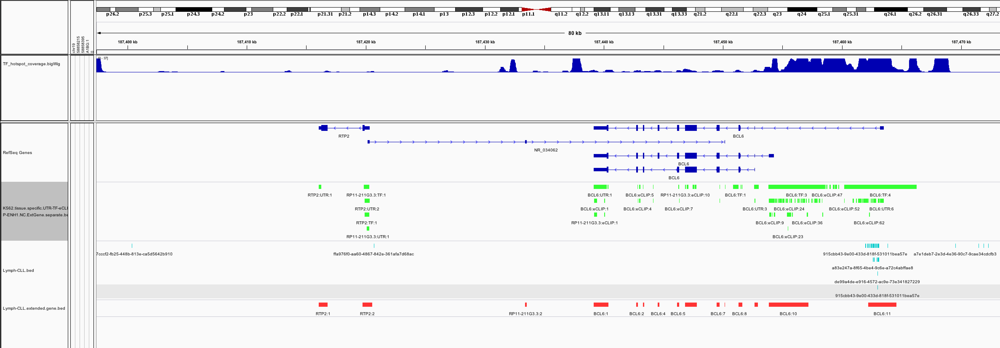 p26.2 p25.3 p25.1 p24.3 p24.2 p23 p22.2 p22.1 p21.31 p21.2 p14.3 p14.2 p14.1 p13 p12.3 p12.2 p12.1 p11.1 q11.2 q12.2 q13.11 q13.13 q13.31 q13.33 q21.2 q22.1 q22.3 q23 q24 q25.1 q25.31 q26.1 q26.2 q26.31 q26.33 q27.2
80 kb
187,400 kb 187,410 kb 187,420 kb 187,430 kb 187,440 kb 187,450 kb 187,460 kb 187,470 kb
chr19
58858215
58858395
A1BG:1
0
[0 - 37]
TF_hotspot_coverage.bigWig
RTP2 BCL6
NR_034062
RefSeq Genes
BCL6
BCL6
RTP2:UTR:1 RP11-211G3.3:TF:1 BCL6:UTR:1 BCL6:eCLIP:5 RP11-211G3.3:eCLIP:10 BCL6:TF:1 BCL6:TF:3 BCL6:eCLIP:47 BCL6:TF:4
K562.tissue.specific.UTR-TF-eCLI
RTP2:UTR:2 BCL6:eCLIP:1 BCL6:eCLIP:4 BCL6:eCLIP:7 BCL6:UTR:3 BCL6:eCLIP:24 BCL6:eCLIP:52 BCL6:UTR:6
P-ENH1.NC.ExtGene.separate.be
RTP2:TF:1 RP11-211G3.3:eCLIP:1 BCL6:eCLIP:9 BCL6:eCLIP:36 BCL6:eCLIP:62
RP11-211G3.3:UTR:1 BCL6:eCLIP:23
7cccf2-fb25-448b-813e-ca5d5642b910 ffa976f0-aa60-4867-842e-361afa7d68ac 915cbb43-9e00-433d-818f-531011bea57e a7e1deb7-2e3d-4e36-90c7-9cae34cdcfb3
Lymph-CLL.bed
a83e247a-8f65-4be4-9c6e-a72c4abffae8
de99a4de-e916-4572-ac9e-73e341827229
915cbb43-9e00-433d-818f-531011bea57e
Lymph-CLL.extended.gene.bed
RTP2:1 RTP2:2 RP11-211G3.3:2 BCL6:1 BCL6:2 BCL6:4 BCL6:5 BCL6:7 BCL6:8 BCL6:10 BCL6:11